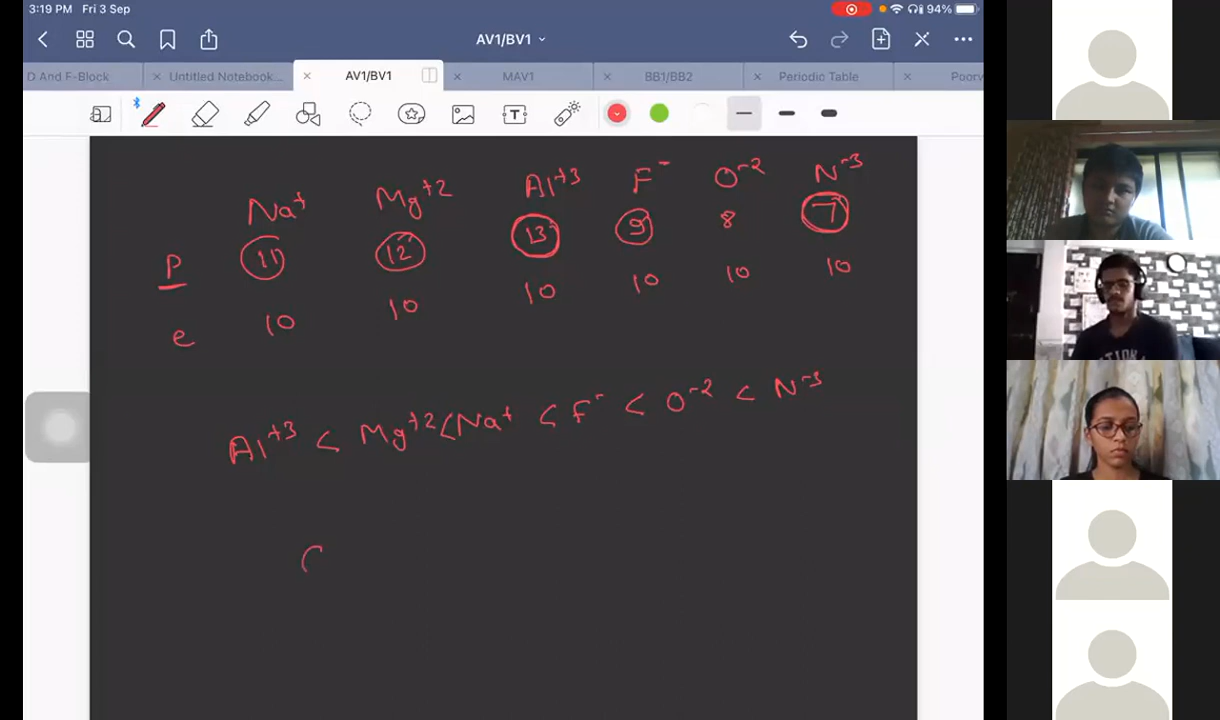 3:19 PM Fri 3 Sep 94%
AV1/BV1
D And F-Block Untitled Notebook... AV1/BV1 MAV1 BB1/BB2 Periodic Table Poorv
Na⁺ Mg⁺² Al⁺³ F⁻ O⁻² N⁻³
P 11 12 13 9 8 7
e 10 10 10 10 10 10
Al⁺³ < Mg⁺² < Na⁺ < F⁻ < O⁻² < N⁻³